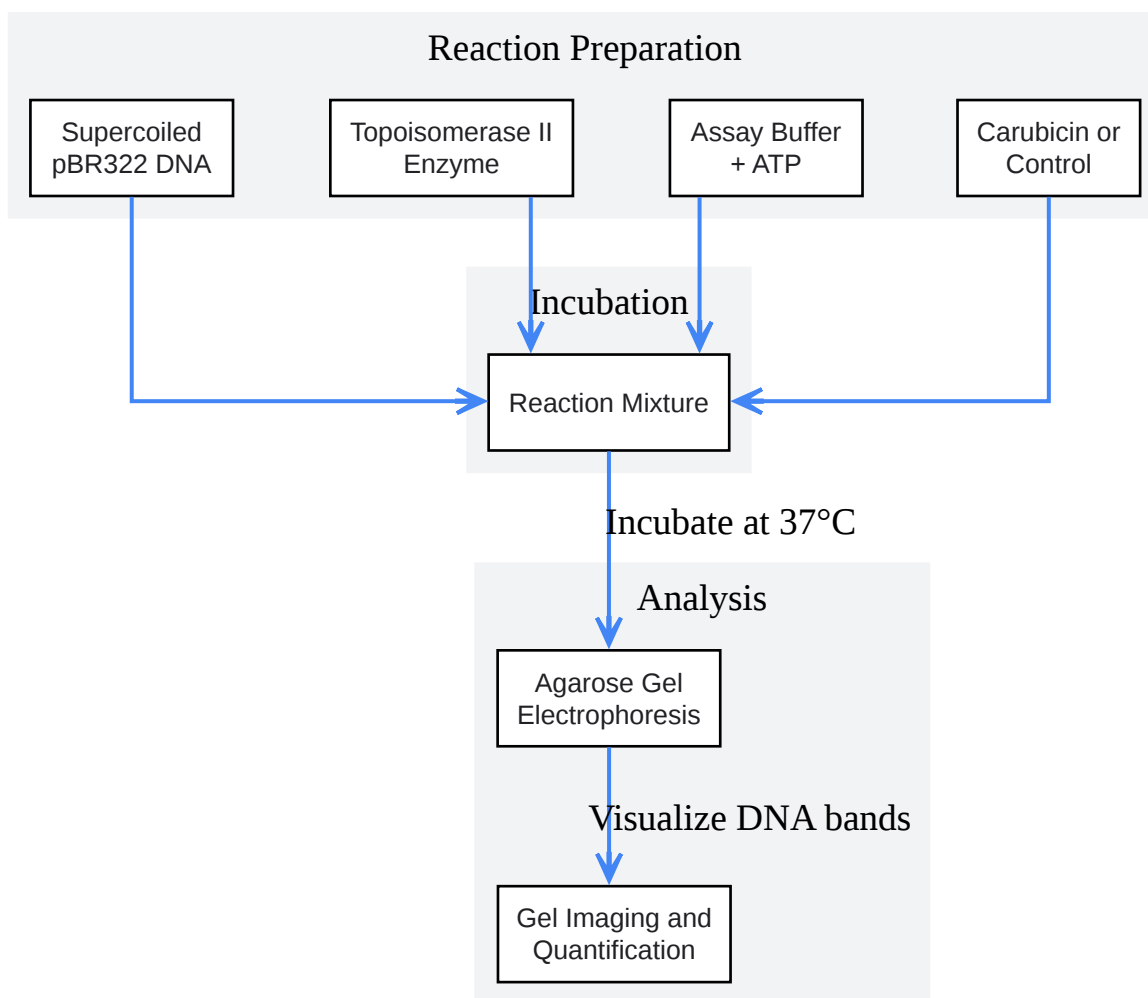 Reaction Preparation
Supercoiled
pBR322 DNA
Topoisomerase II
Enzyme
Assay Buffer
+ ATP
Carubicin or
Control
Incubation
Reaction Mixture
Incubate at 37°C
Analysis
Agarose Gel
Electrophoresis
Visualize DNA bands
Gel Imaging and
Quantification